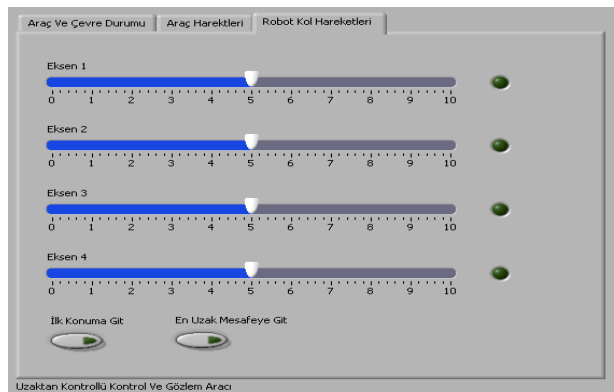 Araç Ve Çevre Durumu Araç Harektleri Robot Kol Hareketleri
Eksen 1
0 1 2 3 4 5 6 7 8 9 10
Eksen 2
0 1 2 3 4 5 6 7 8 9 10
Eksen 3
0 1 2 3 4 5 6 7 8 9 10
Eksen 4
0 1 2 3 4 5 6 7 8 9 10
İlk Konuma Git En Uzak Mesafeye Git
Uzaktan Kontrollü Kontrol Ve Gözlem Aracı